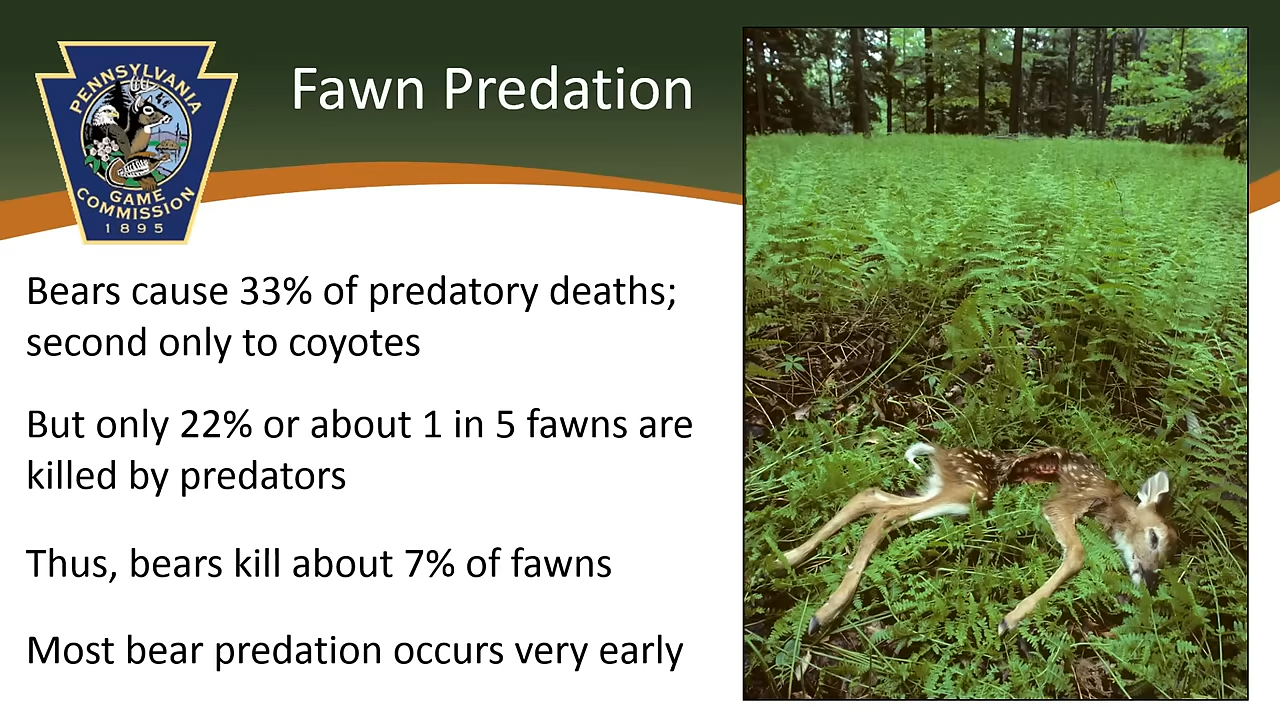 PENNSYLVANIA
GAME
COMMISSION
1895
Fawn Predation
Bears cause 33% of predatory deaths;
second only to coyotes
But only 22% or about 1 in 5 fawns are
killed by predators
Thus, bears kill about 7% of fawns
Most bear predation occurs very early